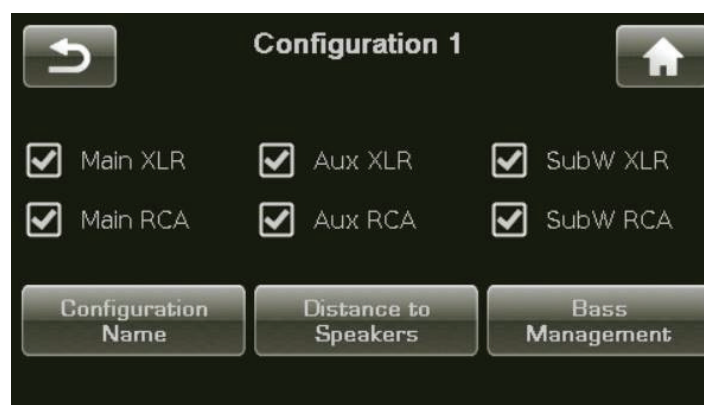 Configuration 1
Main XLR
Aux XLR
SubW XLR
Main RCA
Aux RCA
SubW RCA
Configuration
Name
Distance to
Speakers
Bass
Management